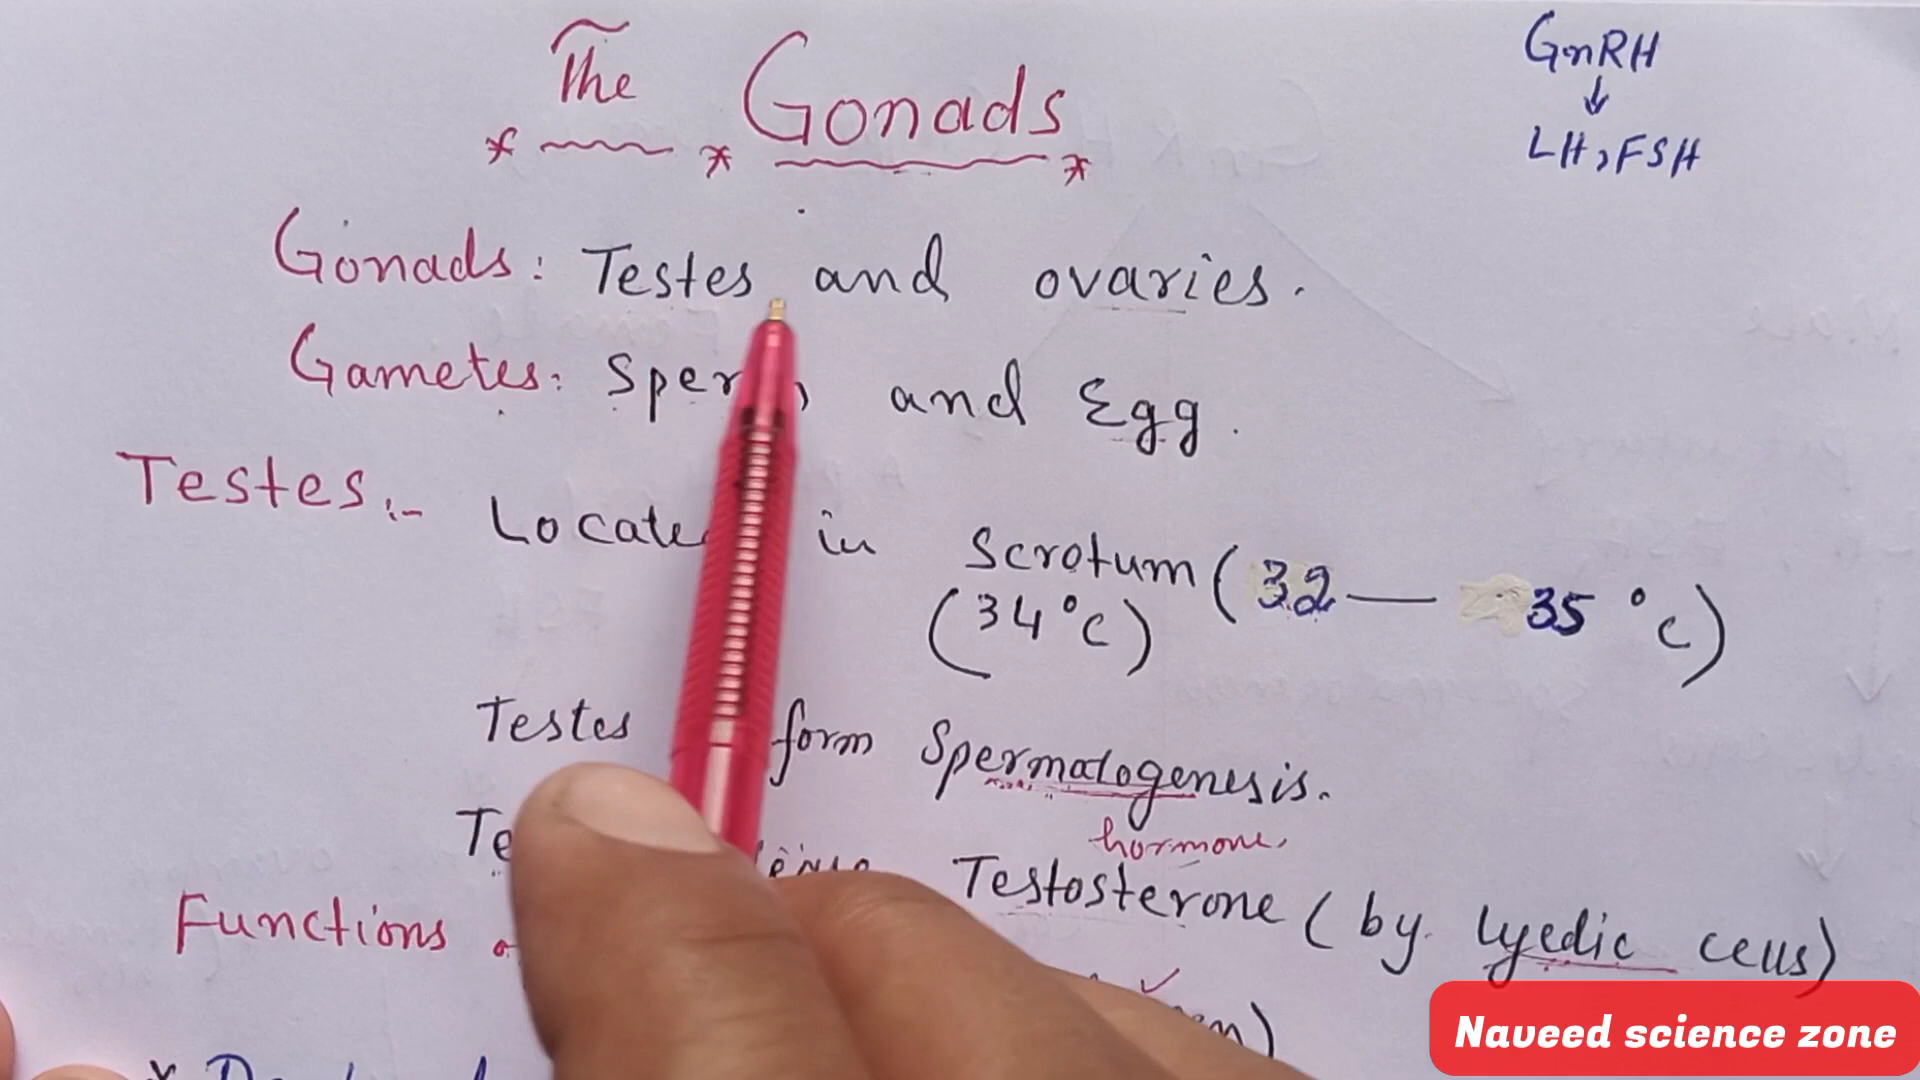 The Gonads
GnRH
↓
LH, FSH
Gonads: Testes and ovaries.
Gametes: Sper and Egg.
Testes:- Locate in Scrotum (32 — 35 °C)
(34°C)
Testes form Spermatogenesis.
hormone.
Te Testosterone (by lyedic cells)
Functions
Naveed science zone